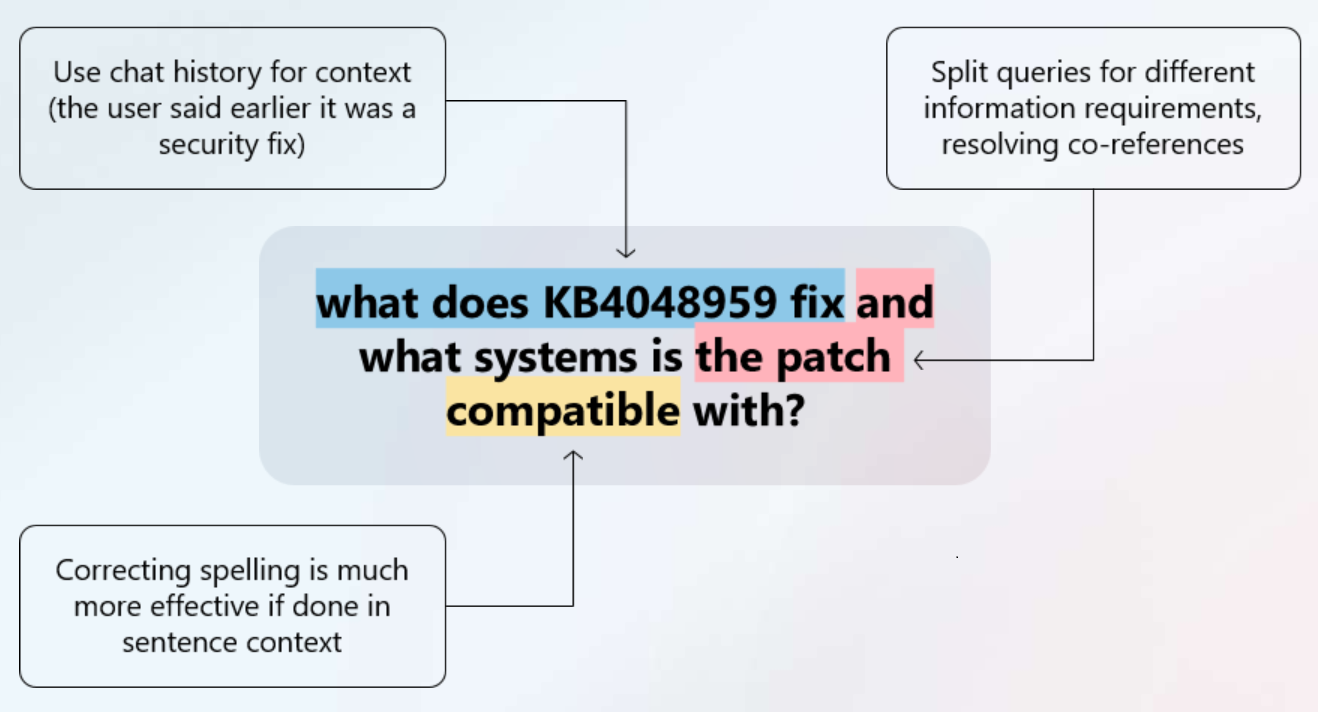 Use chat history for context
(the user said earlier it was a
security fix)
Split queries for different
information requirements,
resolving co-references
what does KB4048959 fix and
what systems is the patch
compatible with?
Correcting spelling is much
more effective if done in
sentence context